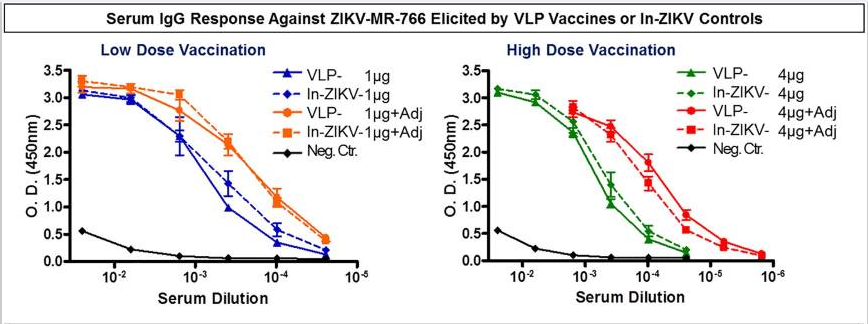 Serum IgG Response Against ZIKV-MR-766 Elicited by VLP Vaccines or In-ZIKV Controls
Low Dose Vaccination
VLP- 1µg
In-ZIKV-1µg
VLP- 1µg+Adj
In-ZIKV-1µg+Adj
Neg.Ctr.
O. D. (450nm)
3.5
3.0
2.5
2.0
1.5
1.0
0.5
0.0
10-2 10-3 10-4 10-5
Serum Dilution
High Dose Vaccination
VLP- 4µg
In-ZIKV- 4µg
VLP- 4µg+Adj
In-ZIKV- 4µg+Adj
Neg.Ctr.
O. D. (450nm)
3.5
3.0
2.5
2.0
1.5
1.0
0.5
0.0
10-2 10-3 10-4 10-5 10-6
Serum Dilution